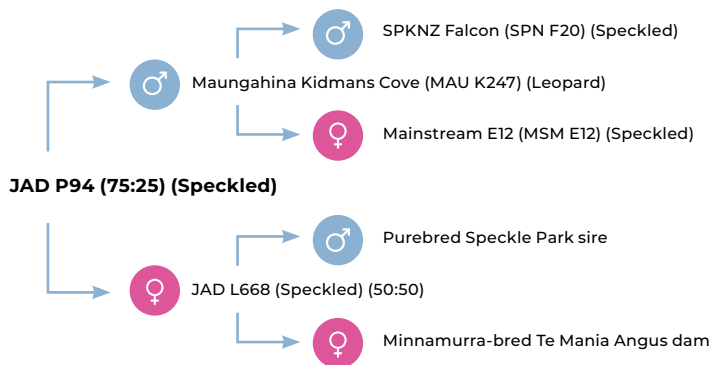 SPKNZ Falcon (SPN F20) (Speckled)
Maungahina Kidmans Cove (MAU K247) (Leopard)
Mainstream E12 (MSM E12) (Speckled)
JAD P94 (75:25) (Speckled)
Purebred Speckle Park sire
JAD L668 (Speckled) (50:50)
Minnamurra-bred Te Mania Angus dam